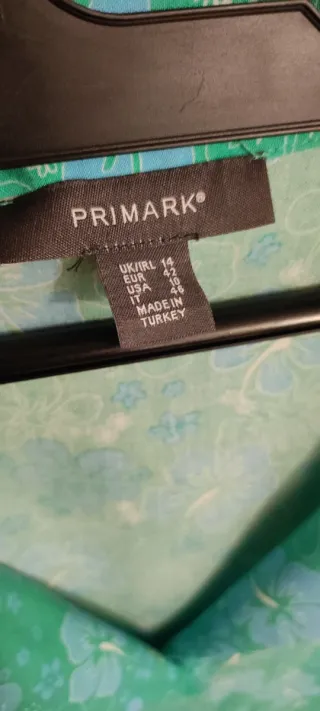 PRIMARK®
UK/IRL 14
EUR 42
USA 10
IT 46
MADE IN
TURKEY